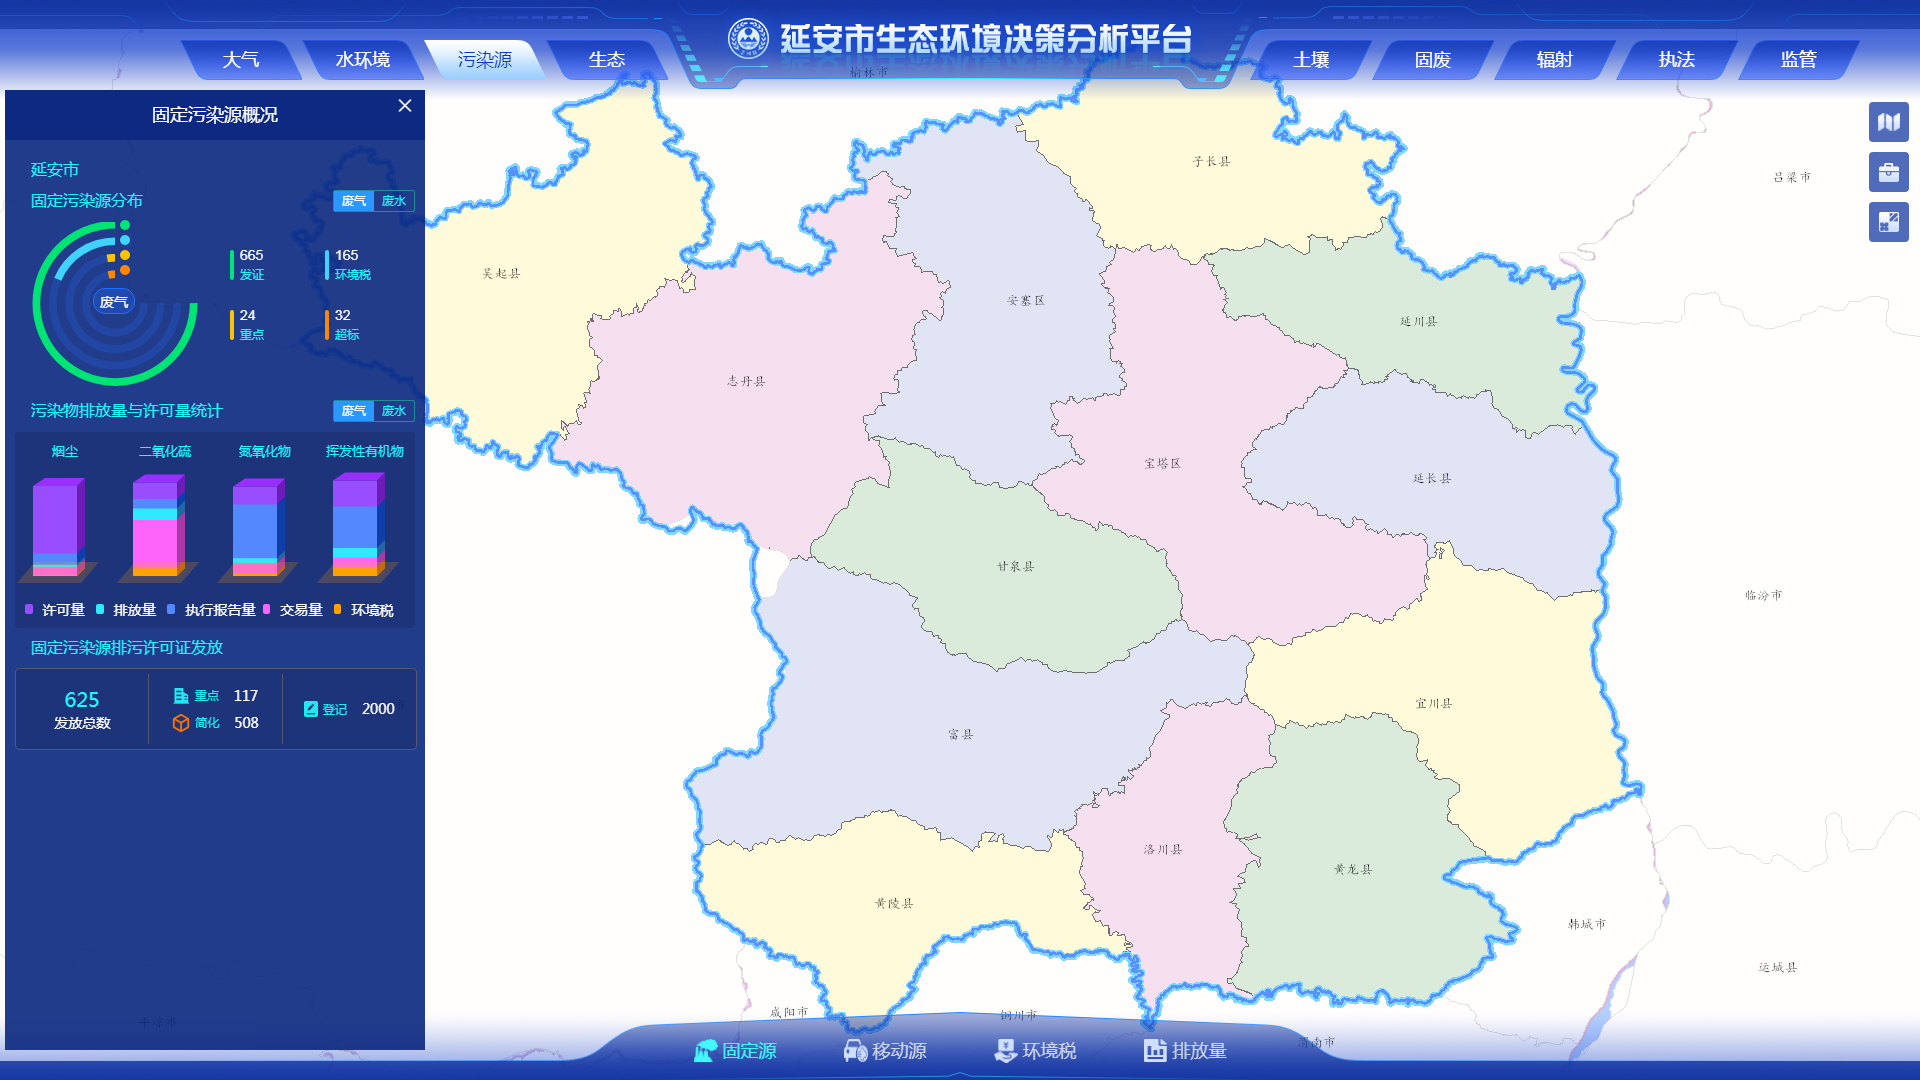 延安市生态环境决策分析平台
大气 水环境 污染源 生态 土壤 固废 辐射 执法 监管
固定污染源概况
延安市
固定污染源分布 废气 废水
废气
665 发证
165 环境税
24 重点
32 超标
污染物排放量与许可量统计 废气 废水
烟尘 二氧化硫 氮氧化物 挥发性有机物
许可量 排放量 执行报告量 交易量 环境税
固定污染源排污许可证发放
625 发放总数
重点 117
简化 508
登记 2000
榆林市
子长县
吕梁市
吴起县
安塞区
延川县
志丹县
宝塔区
延长县
甘泉县
临汾市
宜川县
富县
洛川县
黄龙县
黄陵县
韩城市
运城县
咸阳市
铜川市
渭南市
平凉市
固定源 移动源 环境税 排放量